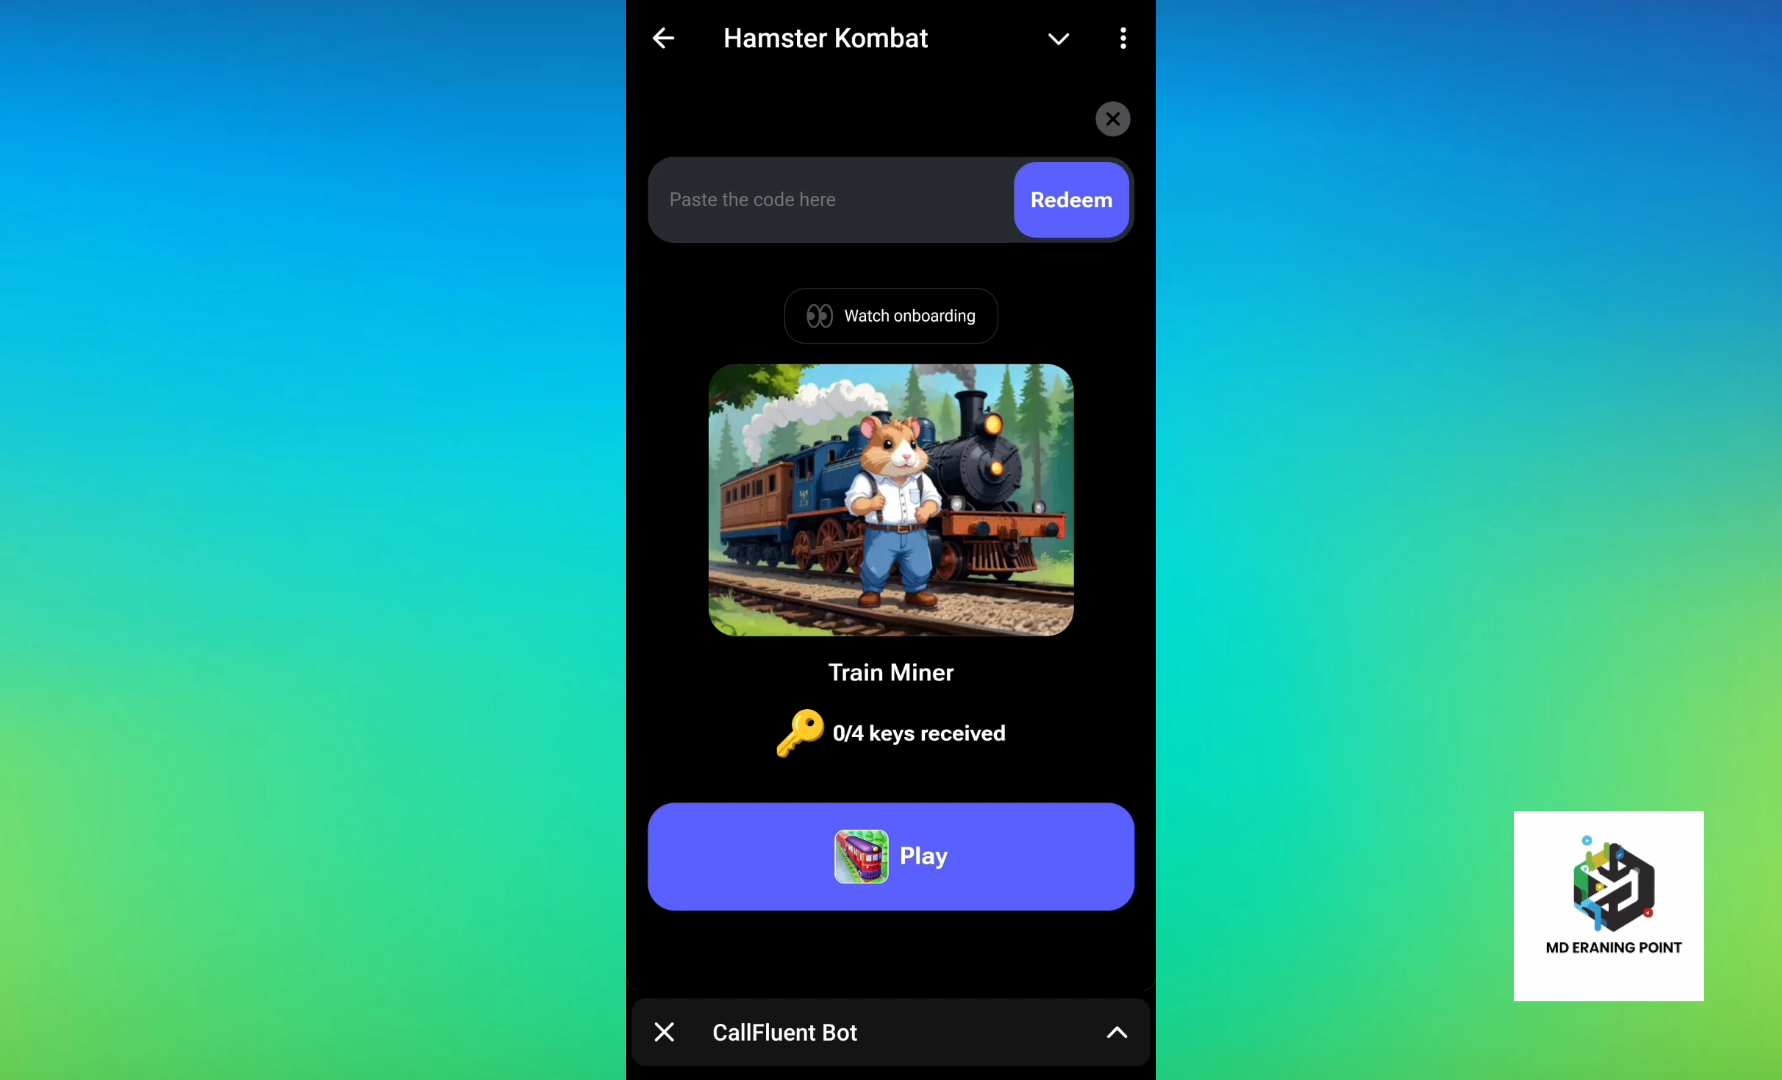 Hamster Kombat
Paste the code here
Redeem
Watch onboarding
Train Miner
0/4 keys received
Play
MD ERANING POINT
CallFluent Bot